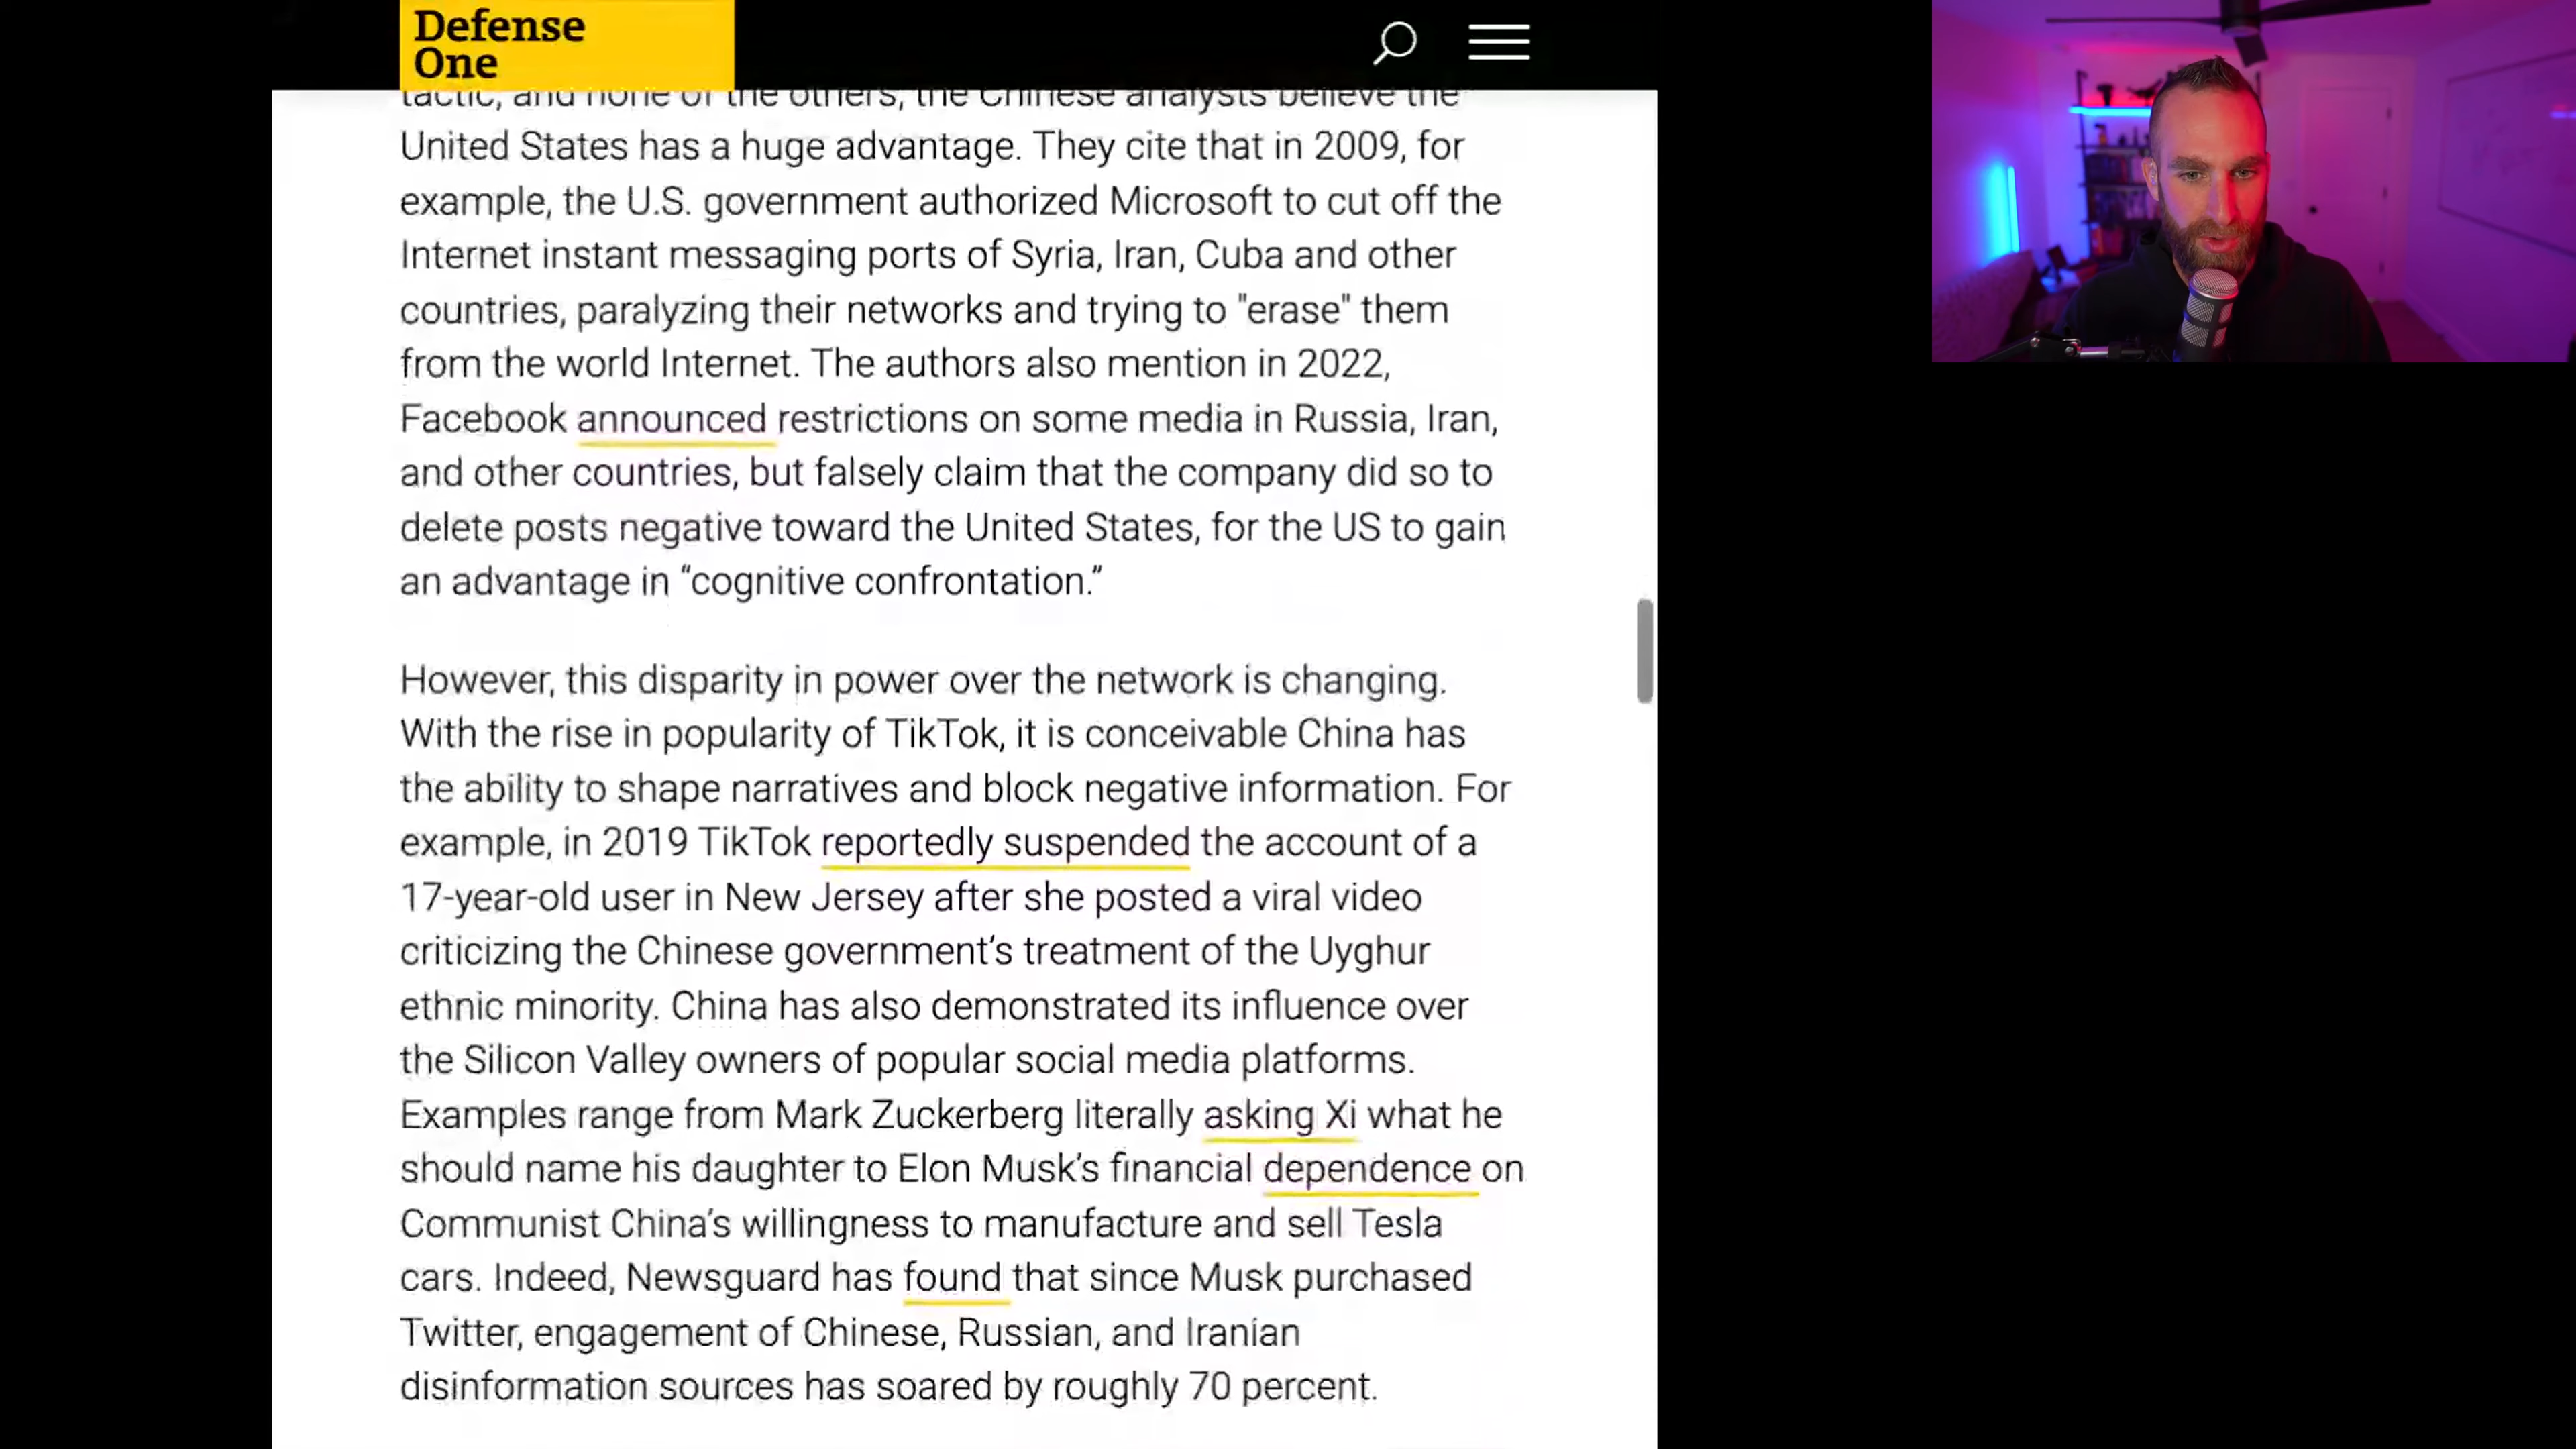 Defense
One
tactic, and none of the others, the Chinese analysts believe the
United States has a huge advantage. They cite that in 2009, for
example, the U.S. government authorized Microsoft to cut off the
Internet instant messaging ports of Syria, Iran, Cuba and other
countries, paralyzing their networks and trying to "erase" them
from the world Internet. The authors also mention in 2022,
Facebook announced restrictions on some media in Russia, Iran,
and other countries, but falsely claim that the company did so to
delete posts negative toward the United States, for the US to gain
an advantage in “cognitive confrontation.”
However, this disparity in power over the network is changing.
With the rise in popularity of TikTok, it is conceivable China has
the ability to shape narratives and block negative information. For
example, in 2019 TikTok reportedly suspended the account of a
17-year-old user in New Jersey after she posted a viral video
criticizing the Chinese government’s treatment of the Uyghur
ethnic minority. China has also demonstrated its influence over
the Silicon Valley owners of popular social media platforms.
Examples range from Mark Zuckerberg literally asking Xi what he
should name his daughter to Elon Musk’s financial dependence on
Communist China’s willingness to manufacture and sell Tesla
cars. Indeed, Newsguard has found that since Musk purchased
Twitter, engagement of Chinese, Russian, and Iranian
disinformation sources has soared by roughly 70 percent.